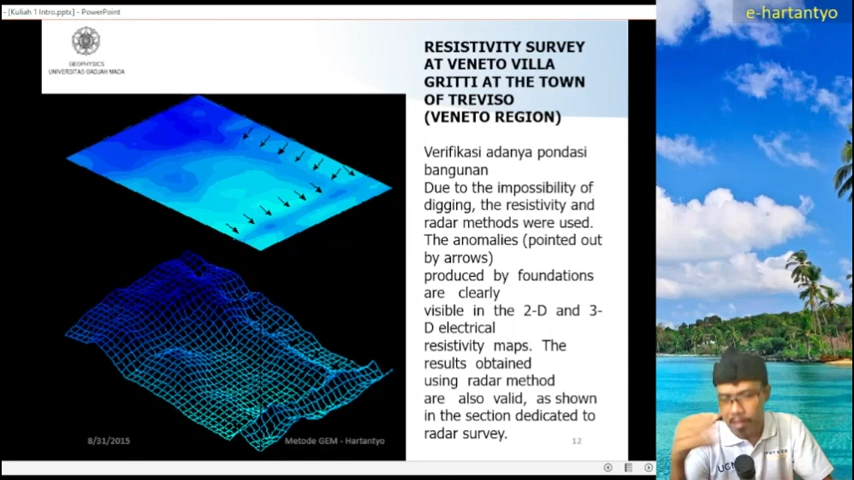 - [Kuliah 1 Intro.pptx] - PowerPoint
e-hartantyo
GEOPHYSICS
UNIVERSITAS GADJAH MADA
RESISTIVITY SURVEY
AT VENETO VILLA
GRITTI AT THE TOWN
OF TREVISO
(VENETO REGION)
Verifikasi adanya pondasi
bangunan
Due to the impossibility of
digging, the resistivity and
radar methods were used.
The anomalies (pointed out
by arrows)
produced by foundations
are clearly
visible in the 2-D and 3-
D electrical
resistivity maps. The
results obtained
using radar method
are also valid, as shown
in the section dedicated to
radar survey.
8/31/2015
Metode GEM - Hartantyo
12
UGM